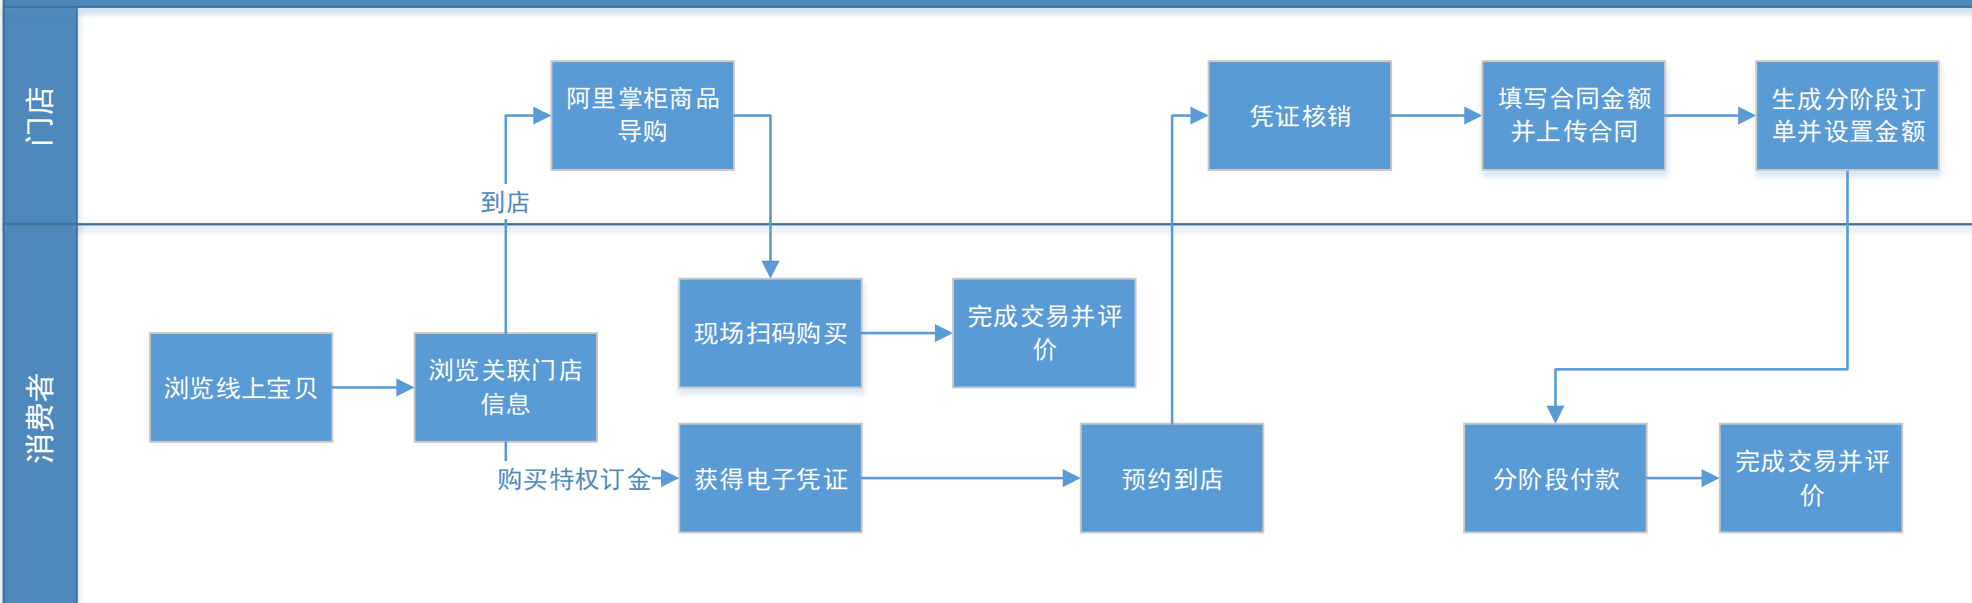 门店
阿里掌柜商品
导购
凭证核销
填写合同金额
并上传合同
生成分阶段订
单并设置金额
到店
消费者
浏览线上宝贝
浏览关联门店
信息
现场扫码购买
完成交易并评
价
购买特权订金
获得电子凭证
预约到店
分阶段付款
完成交易并评
价